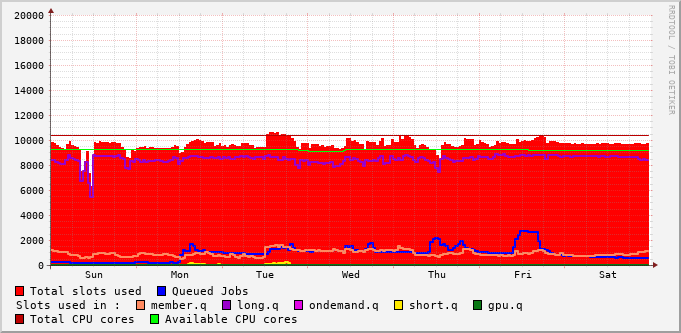 RRDTOOL / TOBI OETIKER
20000
18000
16000
14000
12000
10000
8000
6000
4000
2000
0
Sun Mon Tue Wed Thu Fri Sat
Total slots used Queued Jobs
Slots used in : member.q long.q ondemand.q short.q gpu.q
Total CPU cores Available CPU cores